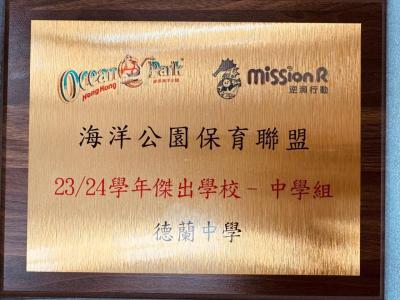 Ocean Park
Hong Kong
mission R
逆潮行動
海洋公園保育聯盟
23/24學年傑出學校 - 中學組
德蘭中學